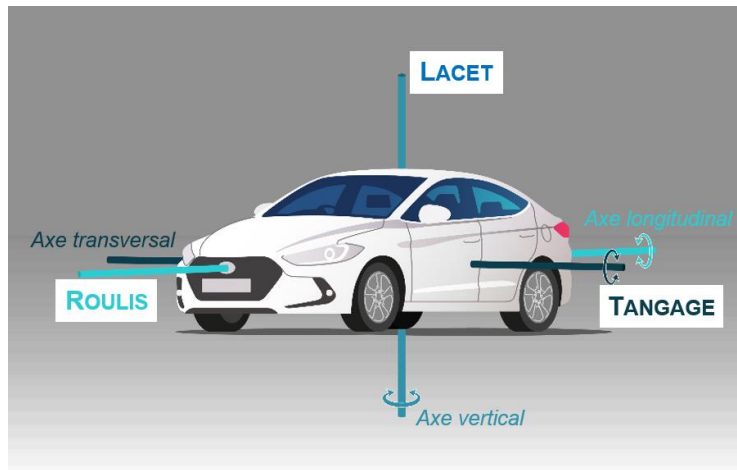 LACET
Axe longitudinal
Axe transversal
ROULIS
TANGAGE
Axe vertical